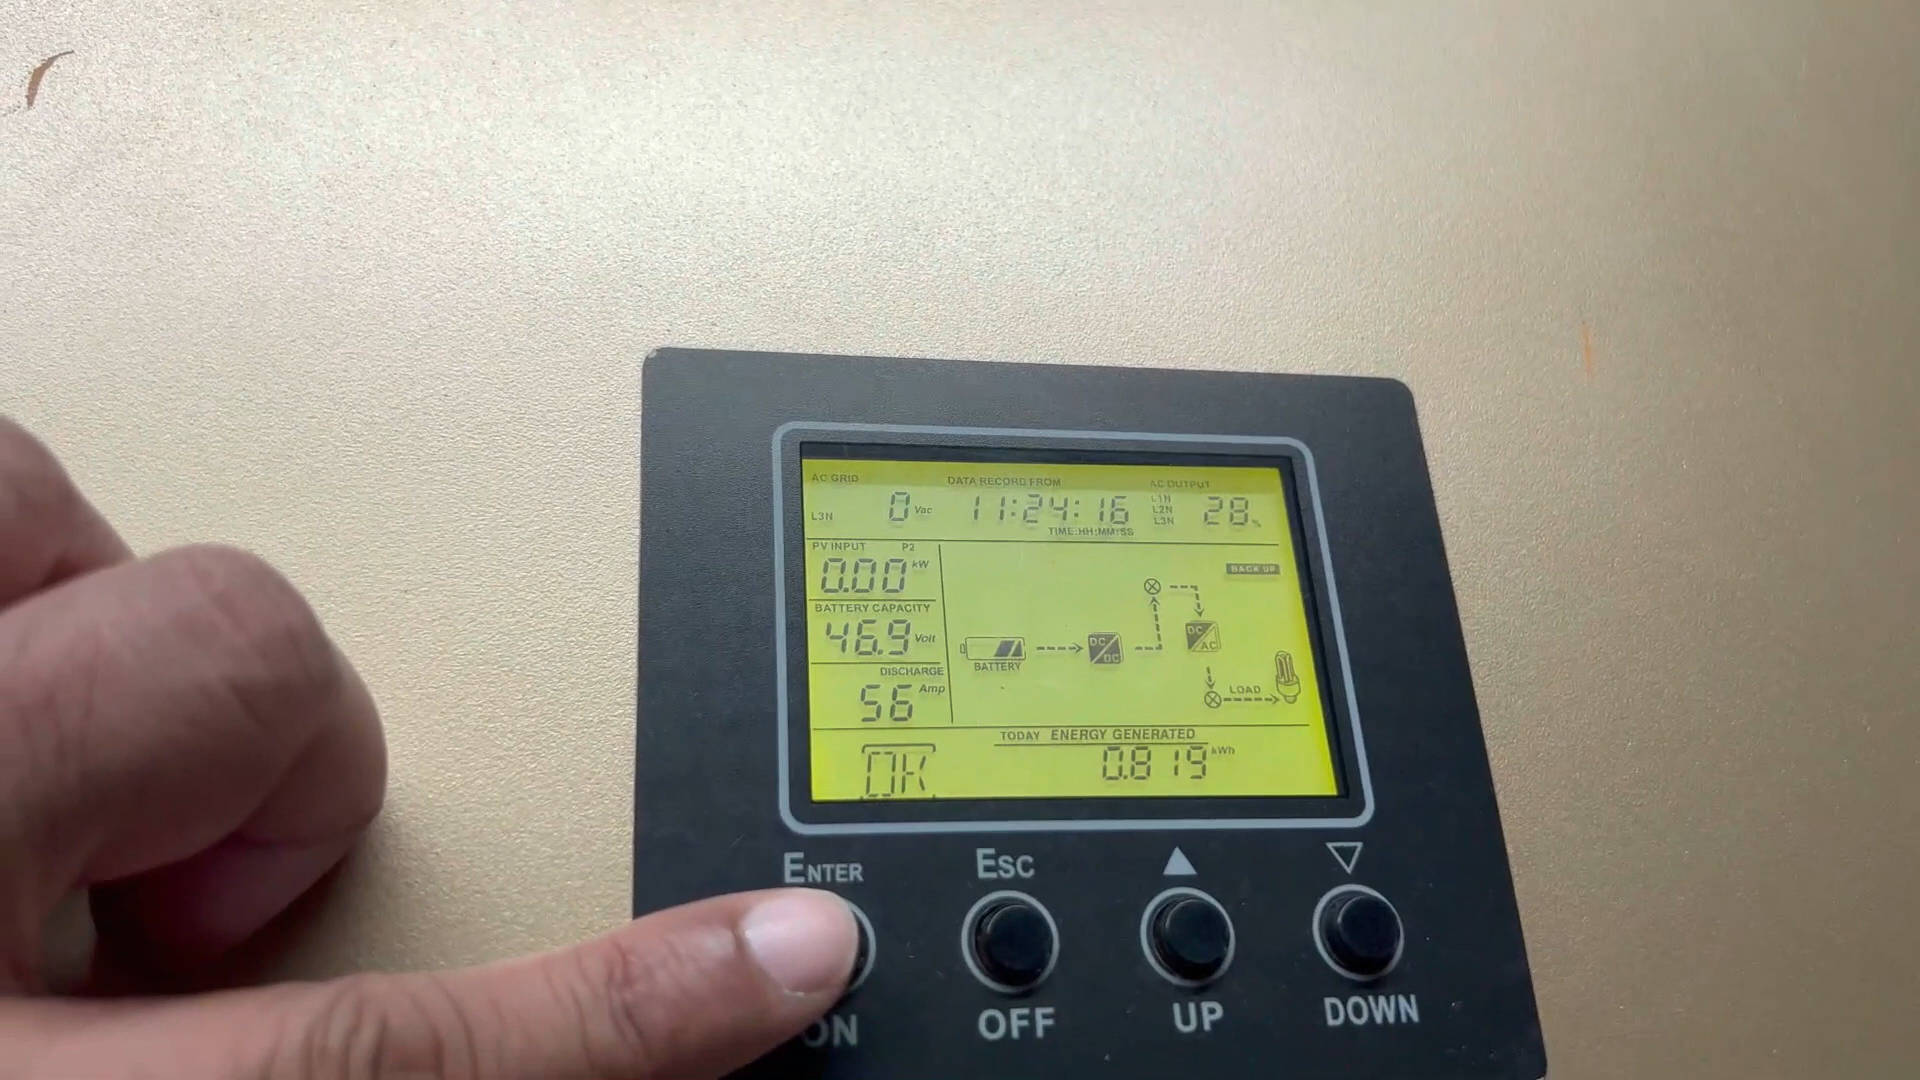 AC GRID DATA RECORD FROM AC OUTPUT
L3N 0 Vac 11:24:16 L1N L2N L3N 28 %
TIME:HH:MM:SS
PV INPUT P2
0.00 kW
BACK UP
BATTERY CAPACITY
46.9 Volt
DC/DC
DC/AC
BATTERY
DISCHARGE
56 Amp
LOAD
TODAY ENERGY GENERATED
OK 0.819 kWh
ENTER ESC
ON OFF UP DOWN